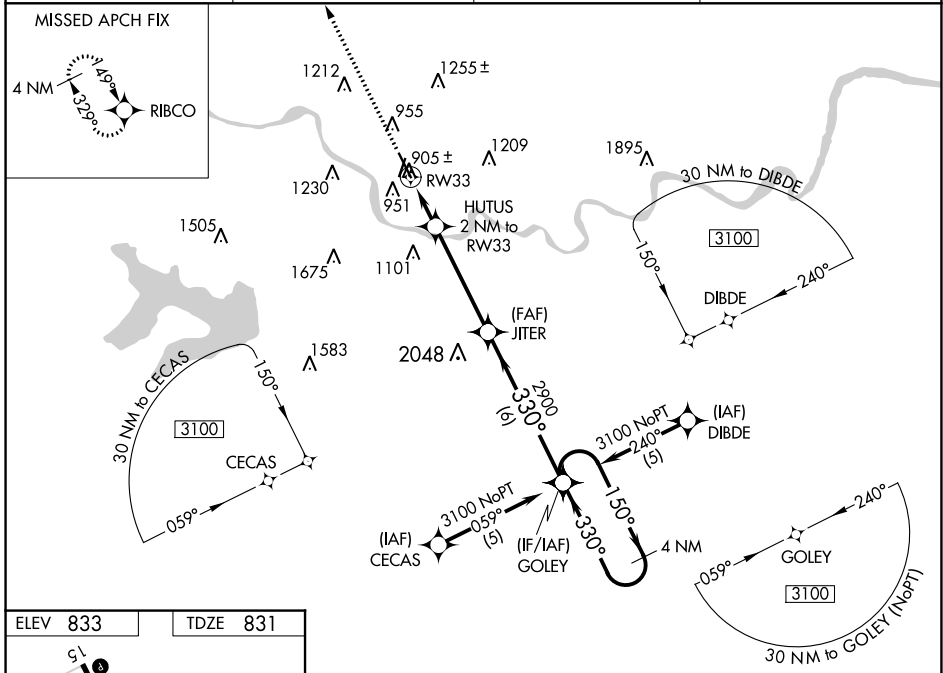 MISSED APCH FIX
4 NM
149°
329°
RIBCO
1212
1255 ±
955
905 ±
RW33
1209
1895
1230
951
HUTUS
2 NM to
RW33
1505
1675
1101
30 NM to DIBDE
3100
150°
240°
DIBDE
(FAF)
JITER
2048
1583
30 NM to CECAS
150°
3100
CECAS
059°
2900
330°
(6)
3100 NoPT
240°
(5)
(IAF)
DIBDE
3100 NoPT
059°
(5)
(IAF)
CECAS
(IF/IAF)
GOLEY
330°
150°
4 NM
240°
059°
GOLEY
3100
30 NM to GOLEY (NoPT)
ELEV 833
TDZE 831
15
P